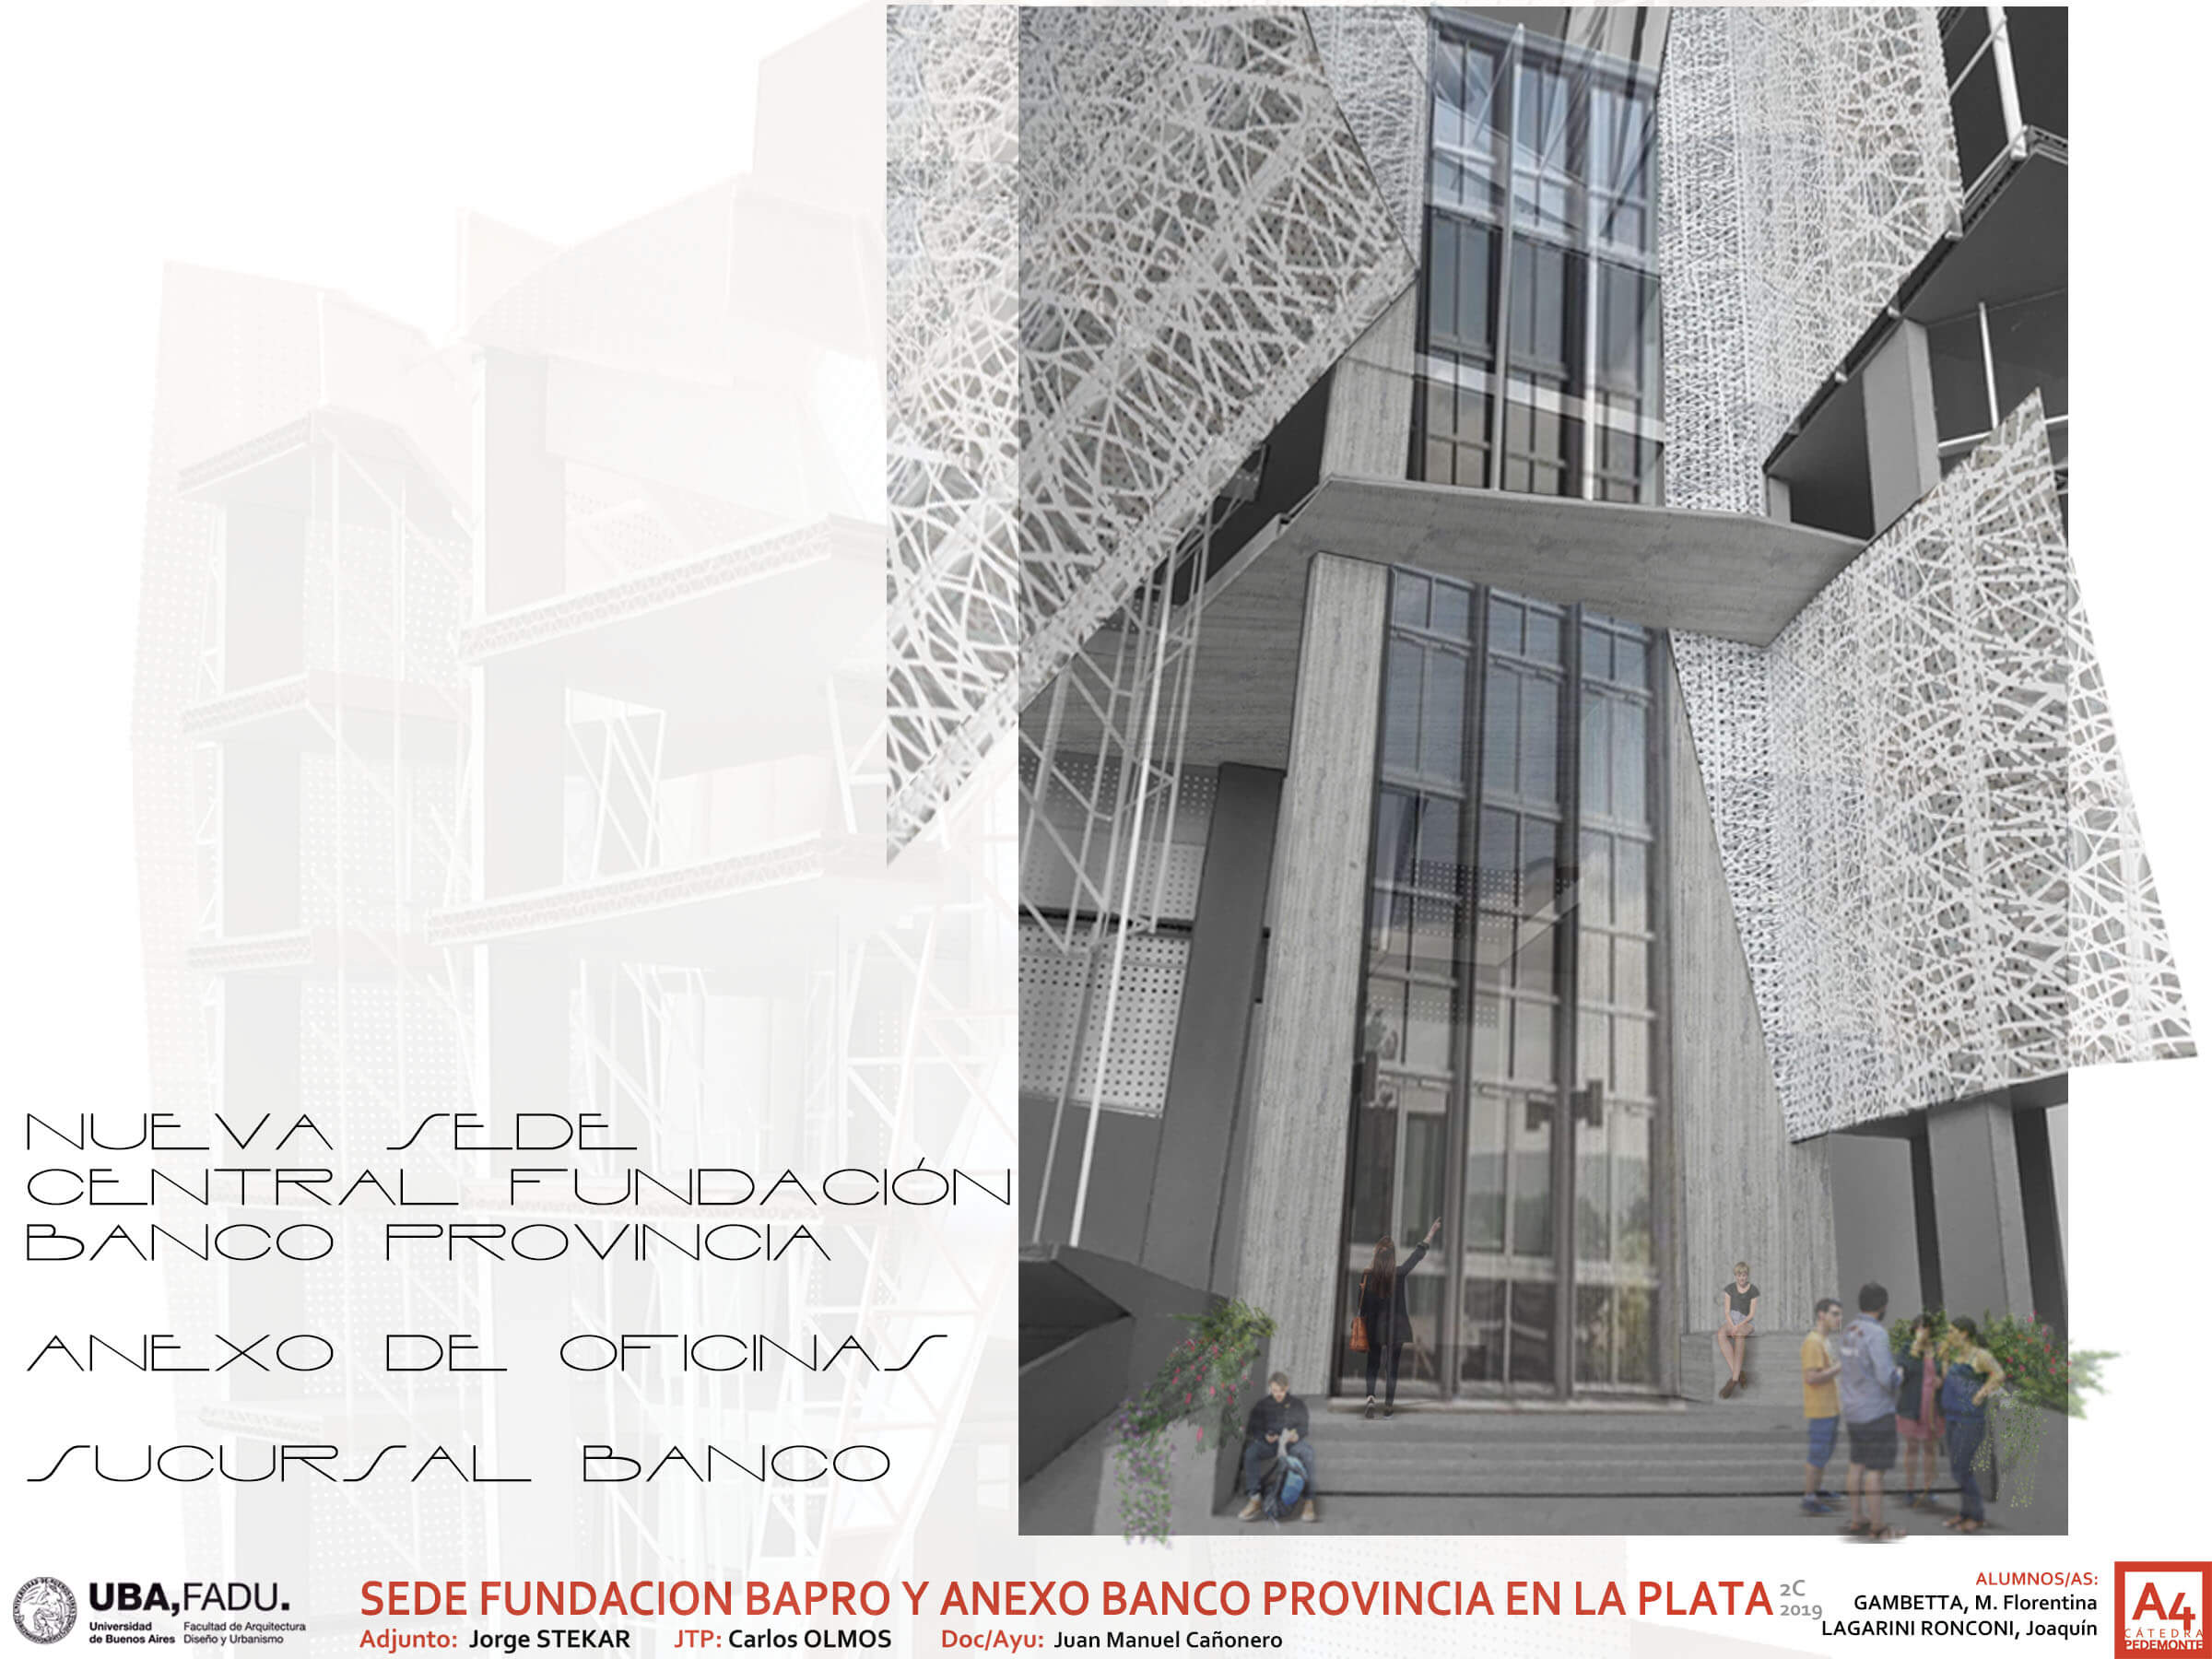 NUEVA SEDE
CENTRAL FUNDACIÓN
BANCO PROVINCIA
ANEXO DE OFICINAS
SUCURSAL BANCO
UBA, FADU.
Universidad de Buenos Aires
Facultad de Arquitectura Diseño y Urbanismo
SEDE FUNDACION BAPRO Y ANEXO BANCO PROVINCIA EN LA PLATA 2C 2019
Adjunto: Jorge STEKAR JTP: Carlos OLMOS Doc/Ayu: Juan Manuel Cañonero
ALUMNOS/AS:
GAMBETTA, M. Florentina
LAGARINI RONCONI, Joaquín
A4
CÁTEDRA
PEDEMONTE